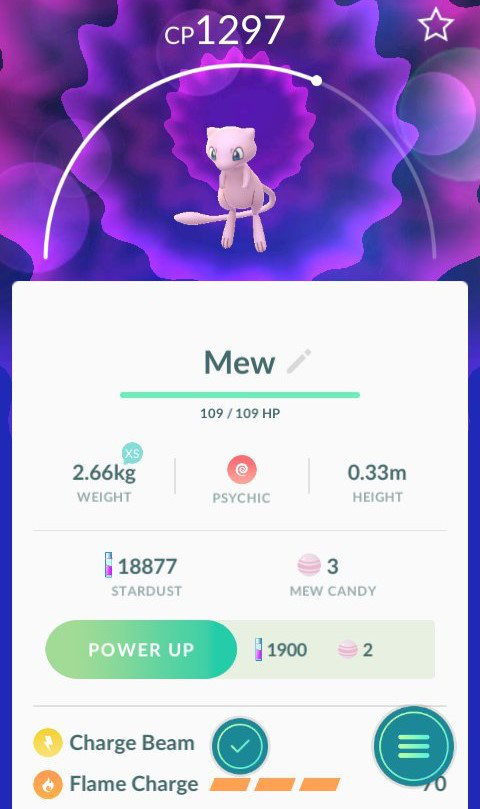 CP1297
Mew
109 / 109 HP
XS
2.66kg
WEIGHT
PSYCHIC
0.33m
HEIGHT
18877
STARDUST
3
MEW CANDY
POWER UP
1900
2
Charge Beam
Flame Charge
70